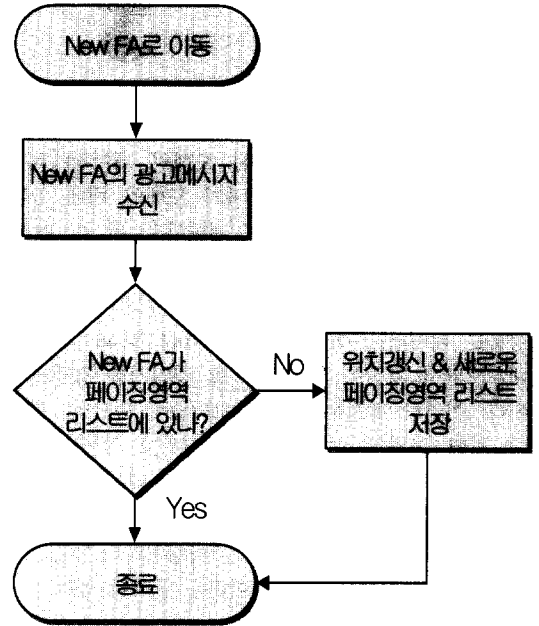 New FA로 이동
New FA의 광고메시지
수신
New FA가
페이징영역
리스트에 있나?
No
위치갱신 & 새로운
페이징영역 리스트
저장
Yes
종료